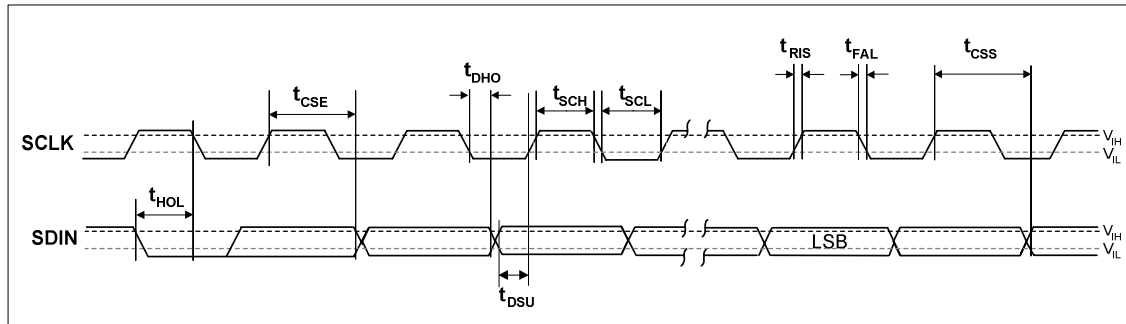 tRIS tFAL tCSS
tDHO
tCSE tSCH tSCL
SCLK VIH
VIL
tHOL
SDIN VIH
LSB
VIL
tDSU